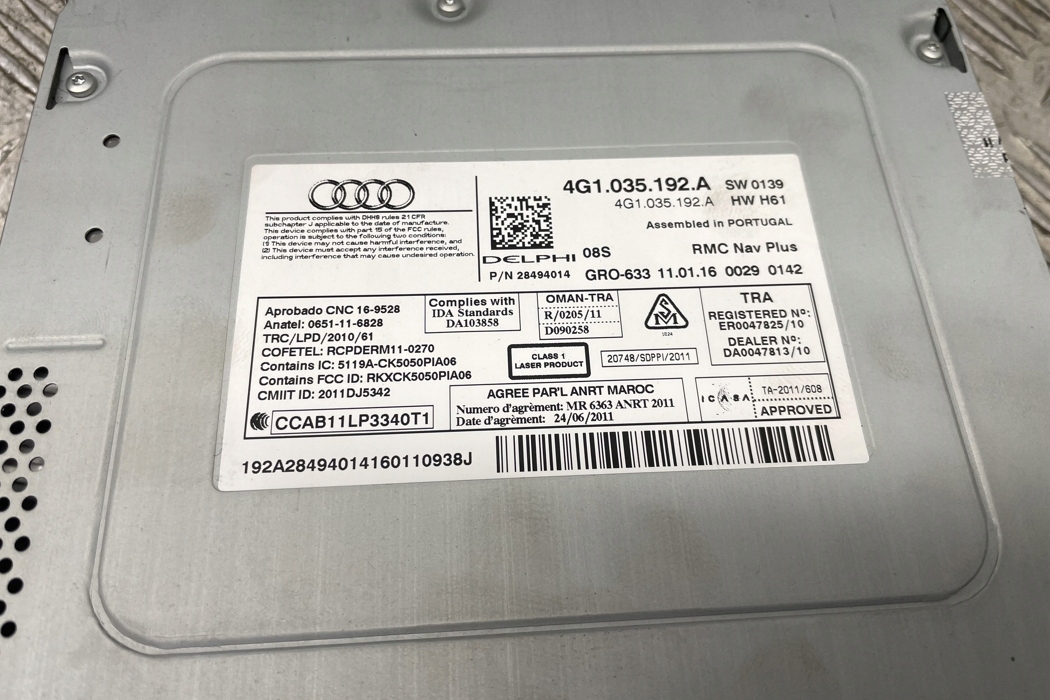 This product complies with DHHS rules 21 CFR
subchapter J applicable to the date of manufacture.
This device complies with part 15 of the FCC rules,
operation is subject to the following two conditions:
(1) This device may not cause harmful interference, and
(2) This device must accept any interference received,
including interference that may cause undesired operation.
4G1.035.192.A SW 0139
4G1.035.192.A HW H61
Assembled in PORTUGAL
DELPHI 08S RMC Nav Plus
P/N 28494014 GRO-633 11.01.16 0029 0142
Aprobado CNC 16-9528
Anatel: 0651-11-6828
TRC/LPD/2010/61
COFETEL: RCPDERM11-0270
Contains IC: 5119A-CK5050PIA06
Contains FCC ID: RKXCK5050PIA06
CMIIT ID: 2011DJ5342
CCAB11LP3340T1
Complies with
IDA Standards
DA103858
OMAN-TRA
R/0205/11
D090258
1024
TRA
REGISTERED Nº:
ER0047825/10
DEALER Nº:
DA0047813/10
CLASS 1
LASER PRODUCT
20748/SDPPI/2011
AGREE PAR'L ANRT MAROC
Numero d'agrément: MR 6363 ANRT 2011
Date d'agrément: 24/06/2011
ICASA
TA-2011/608
APPROVED
192A28494014160110938J